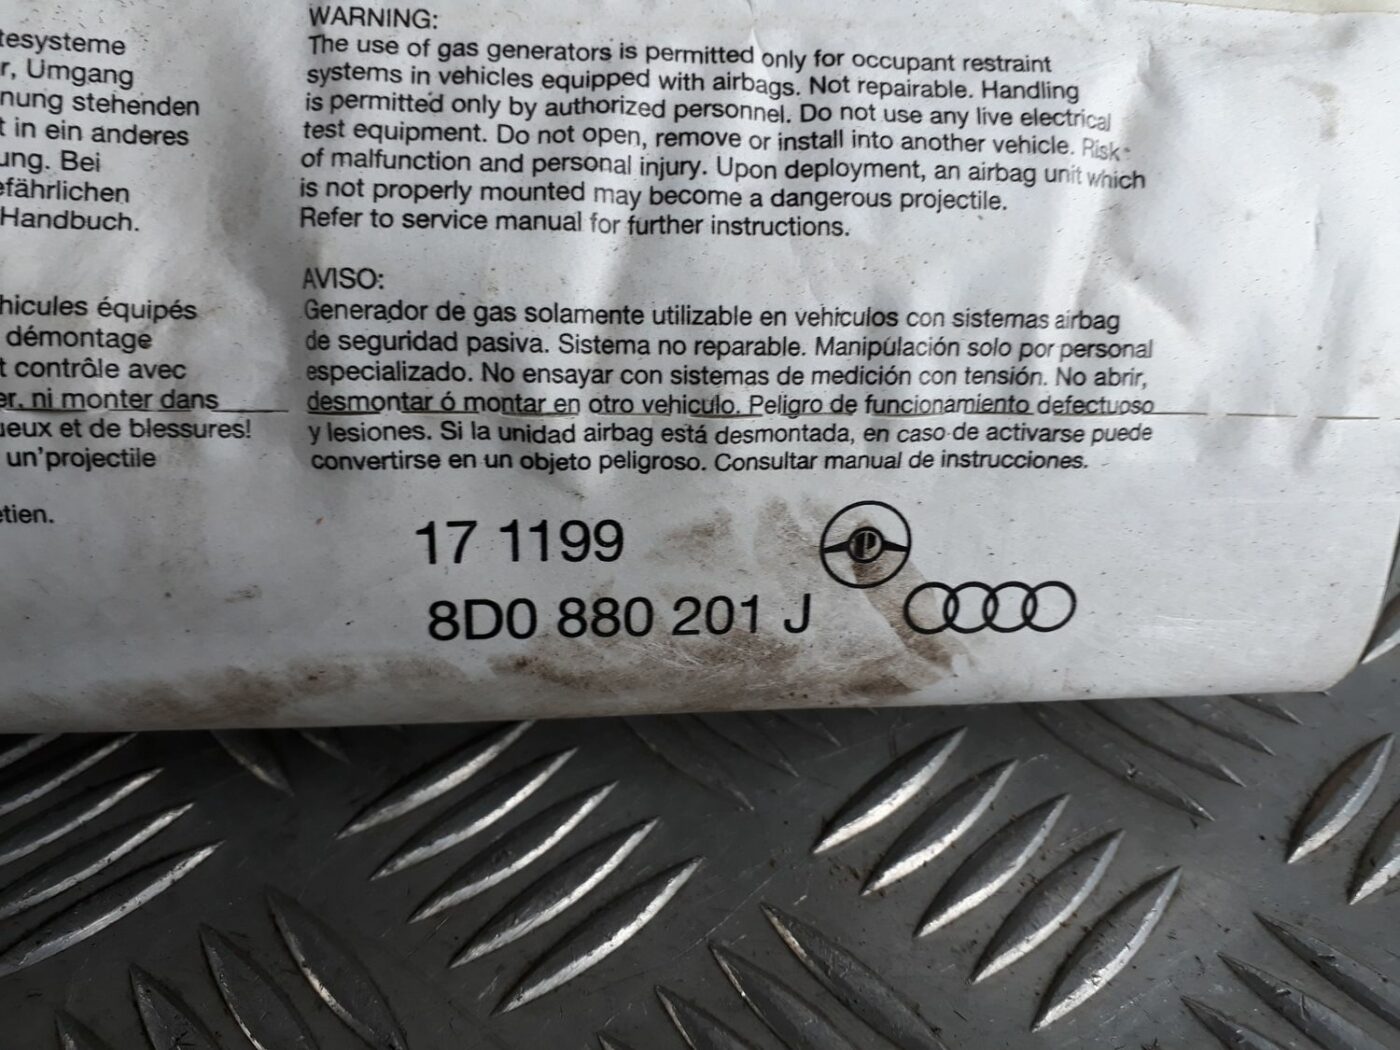 tesysteme
r, Umgang
nung stehenden
t in ein anderes
ung. Bei
efährlichen
Handbuch.
hicules équipés
démontage
t contrôle avec
er, ni monter dans
ueux et de blessures!
un'projectile
etien.
WARNING:
The use of gas generators is permitted only for occupant restraint
systems in vehicles equipped with airbags. Not repairable. Handling
is permitted only by authorized personnel. Do not use any live electrical
test equipment. Do not open, remove or install into another vehicle. Risk
of malfunction and personal injury. Upon deployment, an airbag unit which
is not properly mounted may become a dangerous projectile.
Refer to service manual for further instructions.
AVISO:
Generador de gas solamente utilizable en vehiculos con sistemas airbag
de seguridad pasiva. Sistema no reparable. Manipulación solo por personal
especializado. No ensayar con sistemas de medición con tensión. No abrir,
desmontar ó montar en otro vehiculo. Peligro de funcionamiento defectuoso
y lesiones. Si la unidad airbag está desmontada, en caso de activarse puede
convertirse en un objeto peligroso. Consultar manual de instrucciones.
17 1199
P
8D0 880 201 J